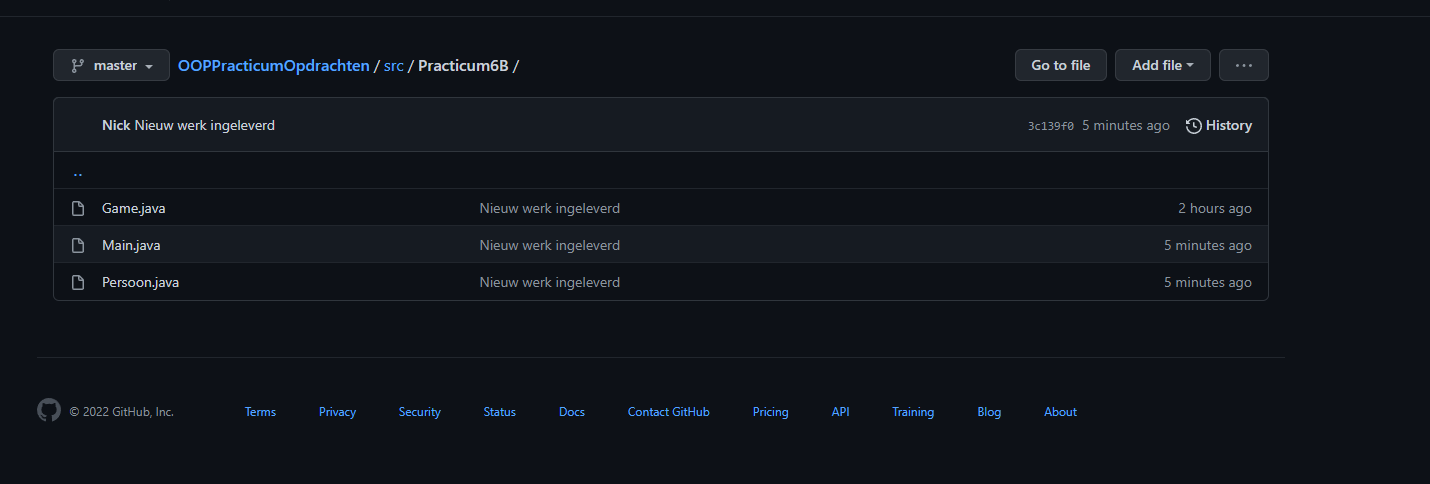 master OOPPracticumOpdrachten / src / Practicum6B / Go to file Add file ...
Nick Nieuw werk ingeleverd 3c139f0 5 minutes ago History
..
Game.java Nieuw werk ingeleverd 2 hours ago
Main.java Nieuw werk ingeleverd 5 minutes ago
Persoon.java Nieuw werk ingeleverd 5 minutes ago
© 2022 GitHub, Inc. Terms Privacy Security Status Docs Contact GitHub Pricing API Training Blog About